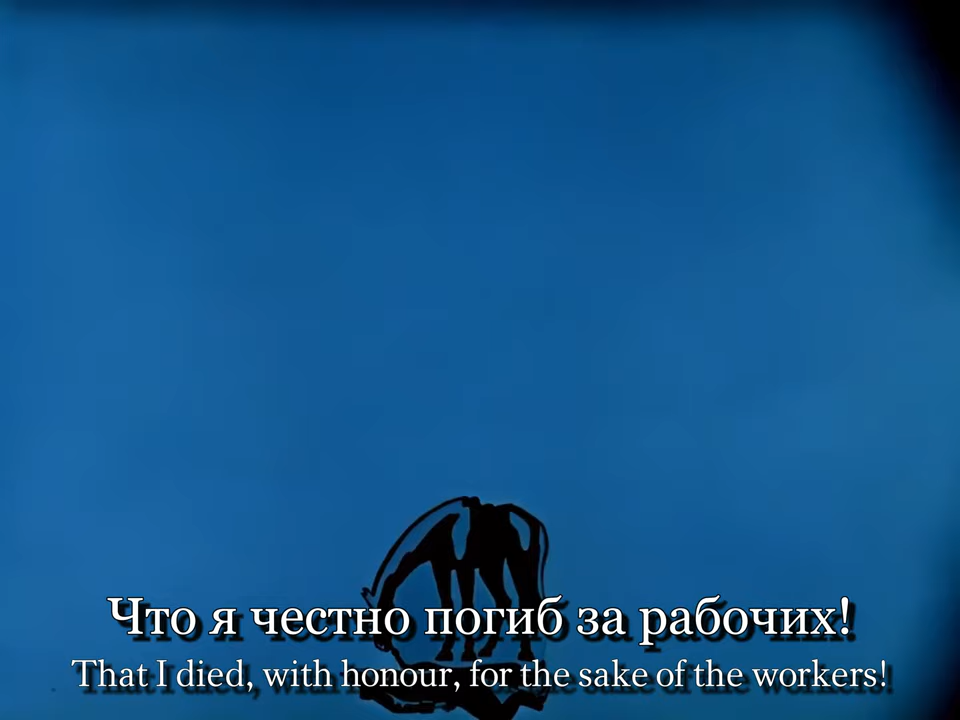 Что я честно погиб за рабочих!
That I died, with honour, for the sake of the workers!